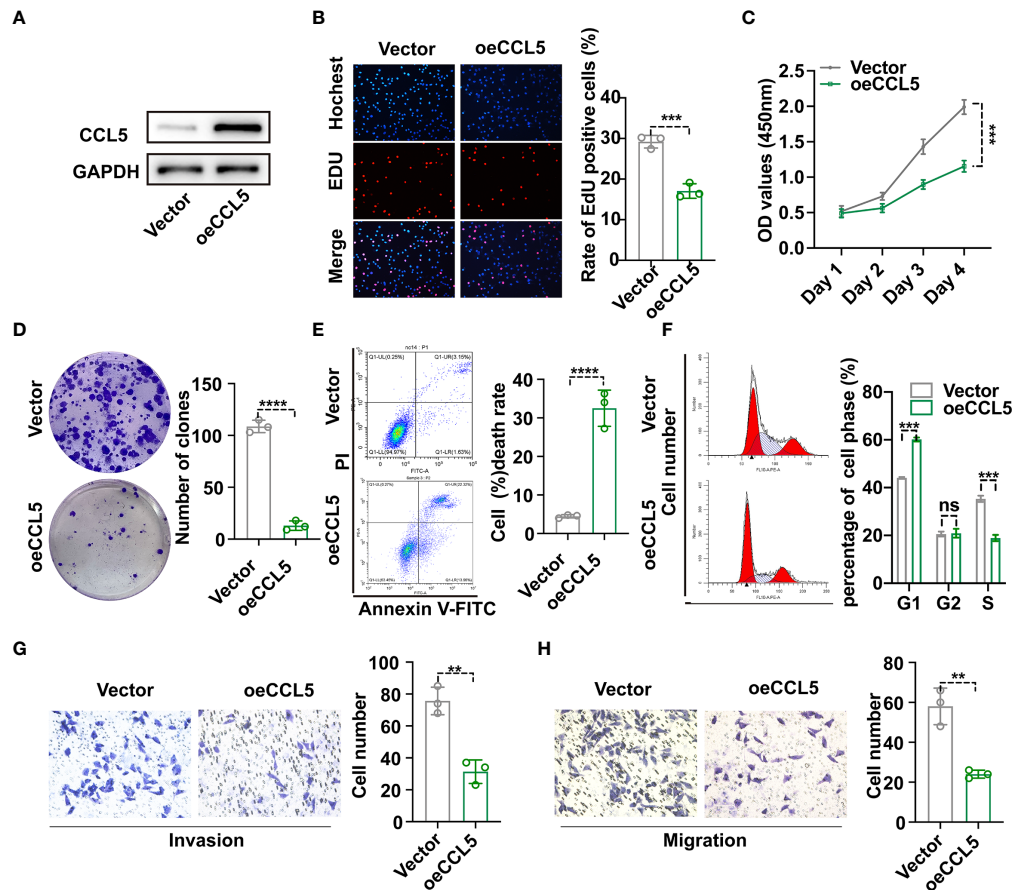 A
CCL5
GAPDH
Vector
oeCCL5
B
Vector
oeCCL5
Hochest
EDU
Merge
Rate of EdU positive cells (%)
40
30
20
10
0
***
Vector
oeCCL5
C
Vector
oeCCL5
OD values (450nm)
2.5
2.0
1.5
1.0
0.5
0.0
***
Day 1
Day 2
Day 3
Day 4
D
Vector
oeCCL5
Number of clones
150
100
50
0
****
Vector
oeCCL5
E
Vector
oeCCL5
PI
nc14 : P1
Q1-UL(0.25%)
Q1-UR(3.15%)
Q1-LL(94.97%)
Q1-LR(1.63%)
FITC-A
FITC-A
Annexin V-FITC
Cell (%)death rate
40
30
20
10
0
****
Vector
oeCCL5
F
Vector
oeCCL5
Cell number
percentage of cell phase (%)
80
60
40
20
0
Vector
oeCCL5
***
ns
***
G1
G2
S
G
Vector
oeCCL5
Invasion
Cell number
100
80
60
40
20
0
**
Vector
oeCCL5
H
Vector
oeCCL5
Migration
Cell number
80
60
40
20
0
**
Vector
oeCCL5